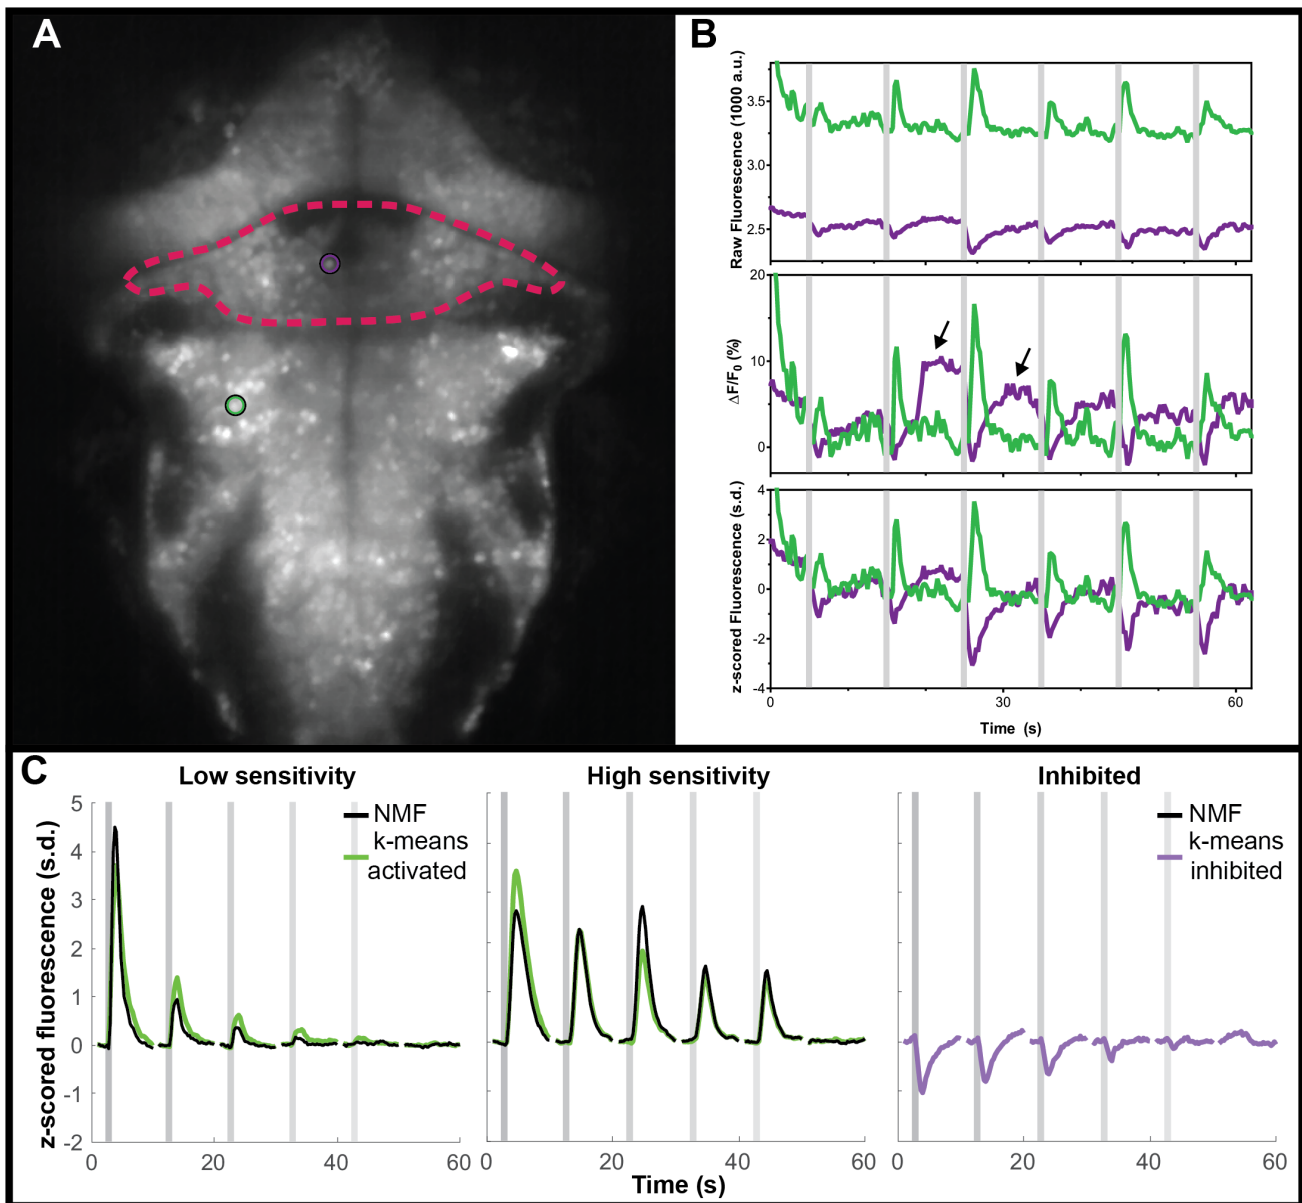 A
B
Raw Fluorescence (1000 a.u.)
3.5
3.0
2.5
ΔF/F0 (%)
20
10
0
z-scored Fluorescence (s.d.)
4
2
0
-2
-4
0
30
60
Time (s)
C
Low sensitivity
High sensitivity
Inhibited
z-scored fluorescence (s.d.)
5
4
3
2
1
0
-1
-2
NMF
k-means
activated
NMF
k-means
inhibited
0
20
40
60
0
20
40
60
0
20
40
60
Time (s)